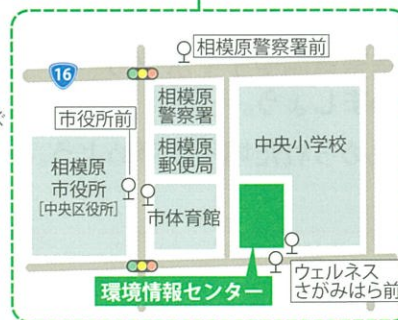 相模原警察署前
16
ぐ
市役所前
相模原
警察署
中央小学校
相模原
郵便局
相模原
市役所
[中央区役所]
市体育館
環境情報センター
ウェルネス
さがみはら前